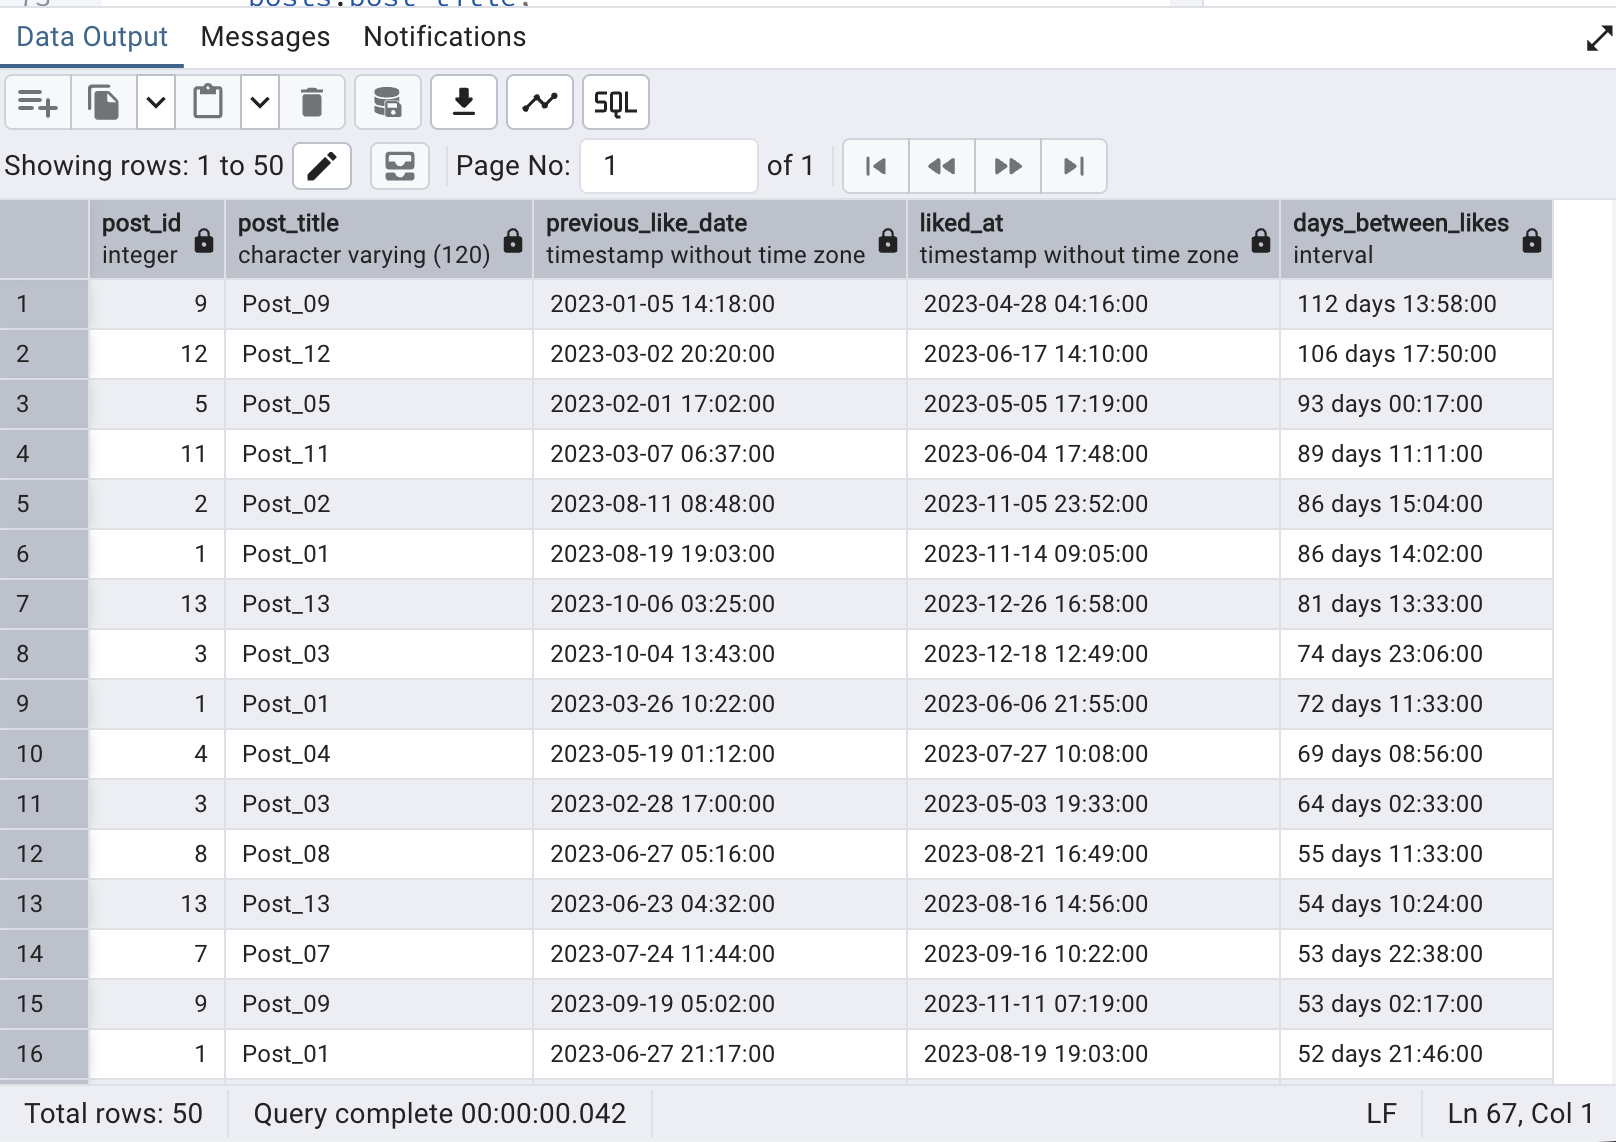 posts.post_title,
Data Output Messages Notifications
SQL
Showing rows: 1 to 50 Page No: 1 of 1
post_id post_title previous_like_date liked_at days_between_likes
integer character varying (120) timestamp without time zone timestamp without time zone interval
1 9 Post_09 2023-01-05 14:18:00 2023-04-28 04:16:00 112 days 13:58:00
2 12 Post_12 2023-03-02 20:20:00 2023-06-17 14:10:00 106 days 17:50:00
3 5 Post_05 2023-02-01 17:02:00 2023-05-05 17:19:00 93 days 00:17:00
4 11 Post_11 2023-03-07 06:37:00 2023-06-04 17:48:00 89 days 11:11:00
5 2 Post_02 2023-08-11 08:48:00 2023-11-05 23:52:00 86 days 15:04:00
6 1 Post_01 2023-08-19 19:03:00 2023-11-14 09:05:00 86 days 14:02:00
7 13 Post_13 2023-10-06 03:25:00 2023-12-26 16:58:00 81 days 13:33:00
8 3 Post_03 2023-10-04 13:43:00 2023-12-18 12:49:00 74 days 23:06:00
9 1 Post_01 2023-03-26 10:22:00 2023-06-06 21:55:00 72 days 11:33:00
10 4 Post_04 2023-05-19 01:12:00 2023-07-27 10:08:00 69 days 08:56:00
11 3 Post_03 2023-02-28 17:00:00 2023-05-03 19:33:00 64 days 02:33:00
12 8 Post_08 2023-06-27 05:16:00 2023-08-21 16:49:00 55 days 11:33:00
13 13 Post_13 2023-06-23 04:32:00 2023-08-16 14:56:00 54 days 10:24:00
14 7 Post_07 2023-07-24 11:44:00 2023-09-16 10:22:00 53 days 22:38:00
15 9 Post_09 2023-09-19 05:02:00 2023-11-11 07:19:00 53 days 02:17:00
16 1 Post_01 2023-06-27 21:17:00 2023-08-19 19:03:00 52 days 21:46:00
Total rows: 50 Query complete 00:00:00.042 LF Ln 67, Col 1